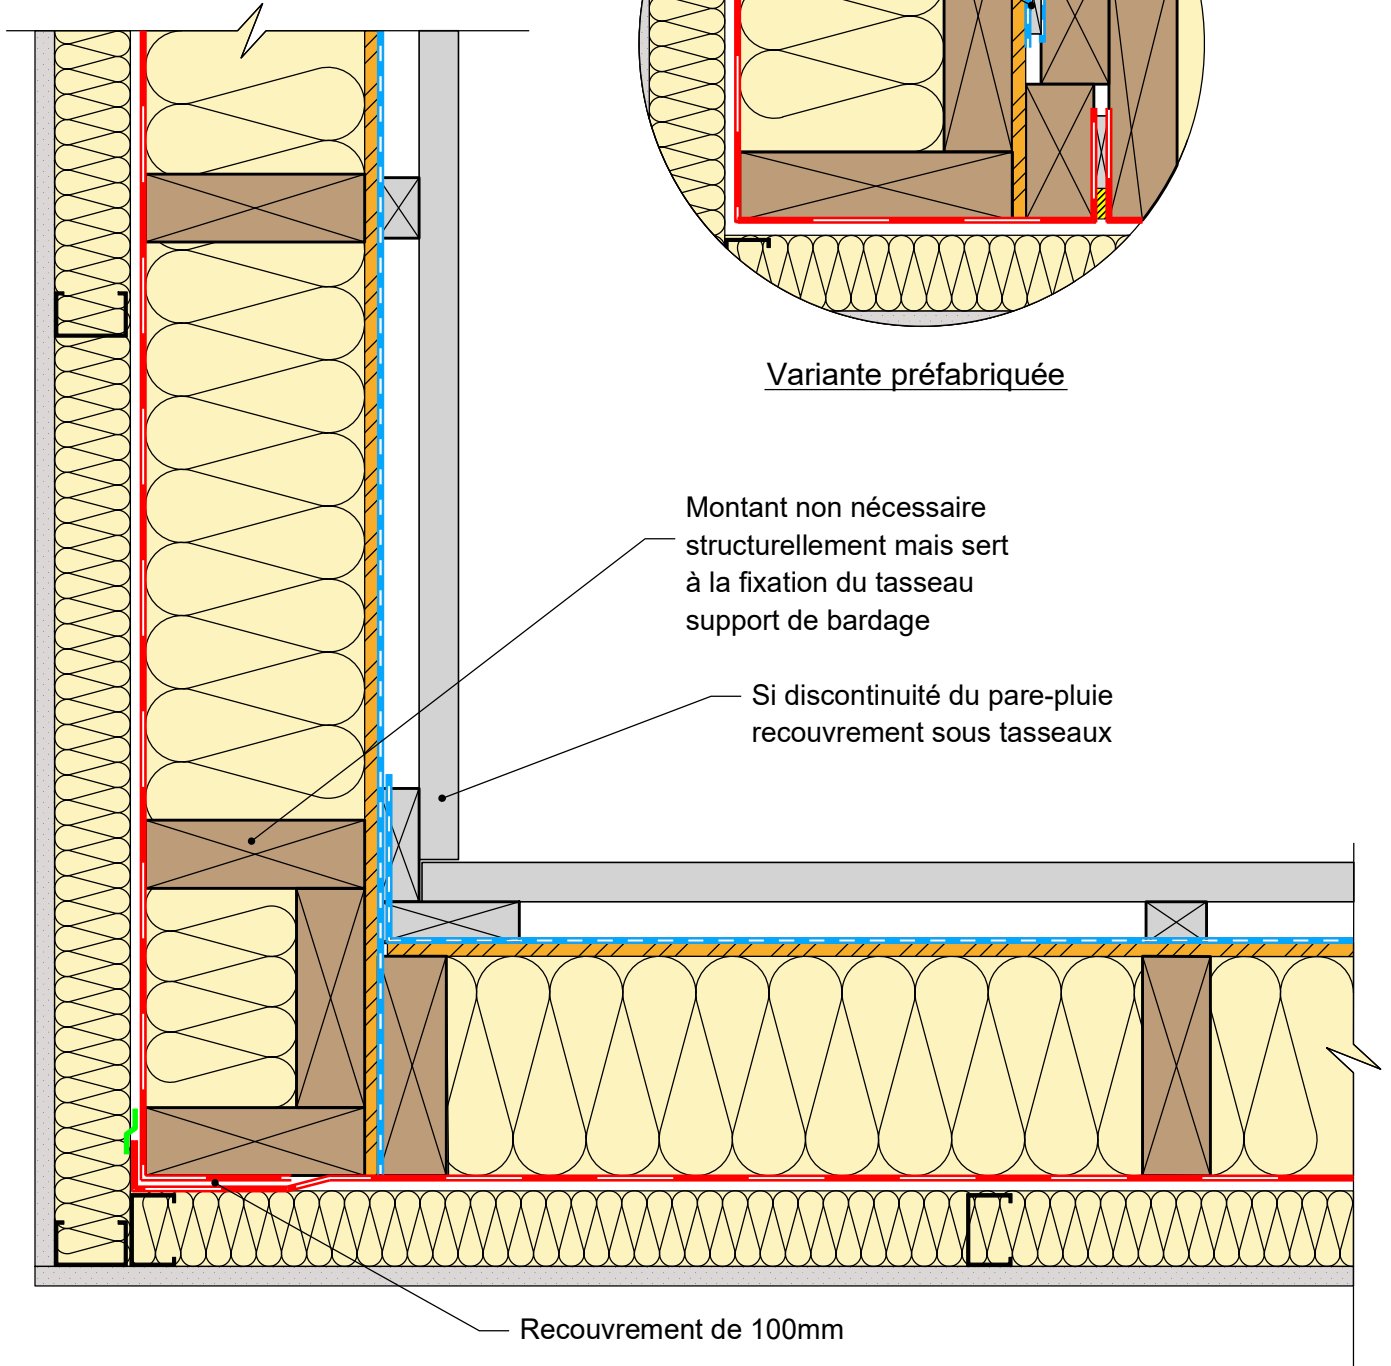 Variante préfabriquée
Montant non nécessaire
structurellement mais sert
à la fixation du tasseau
support de bardage
Si discontinuité du pare-pluie
recouvrement sous tasseaux
Recouvrement de 100mm